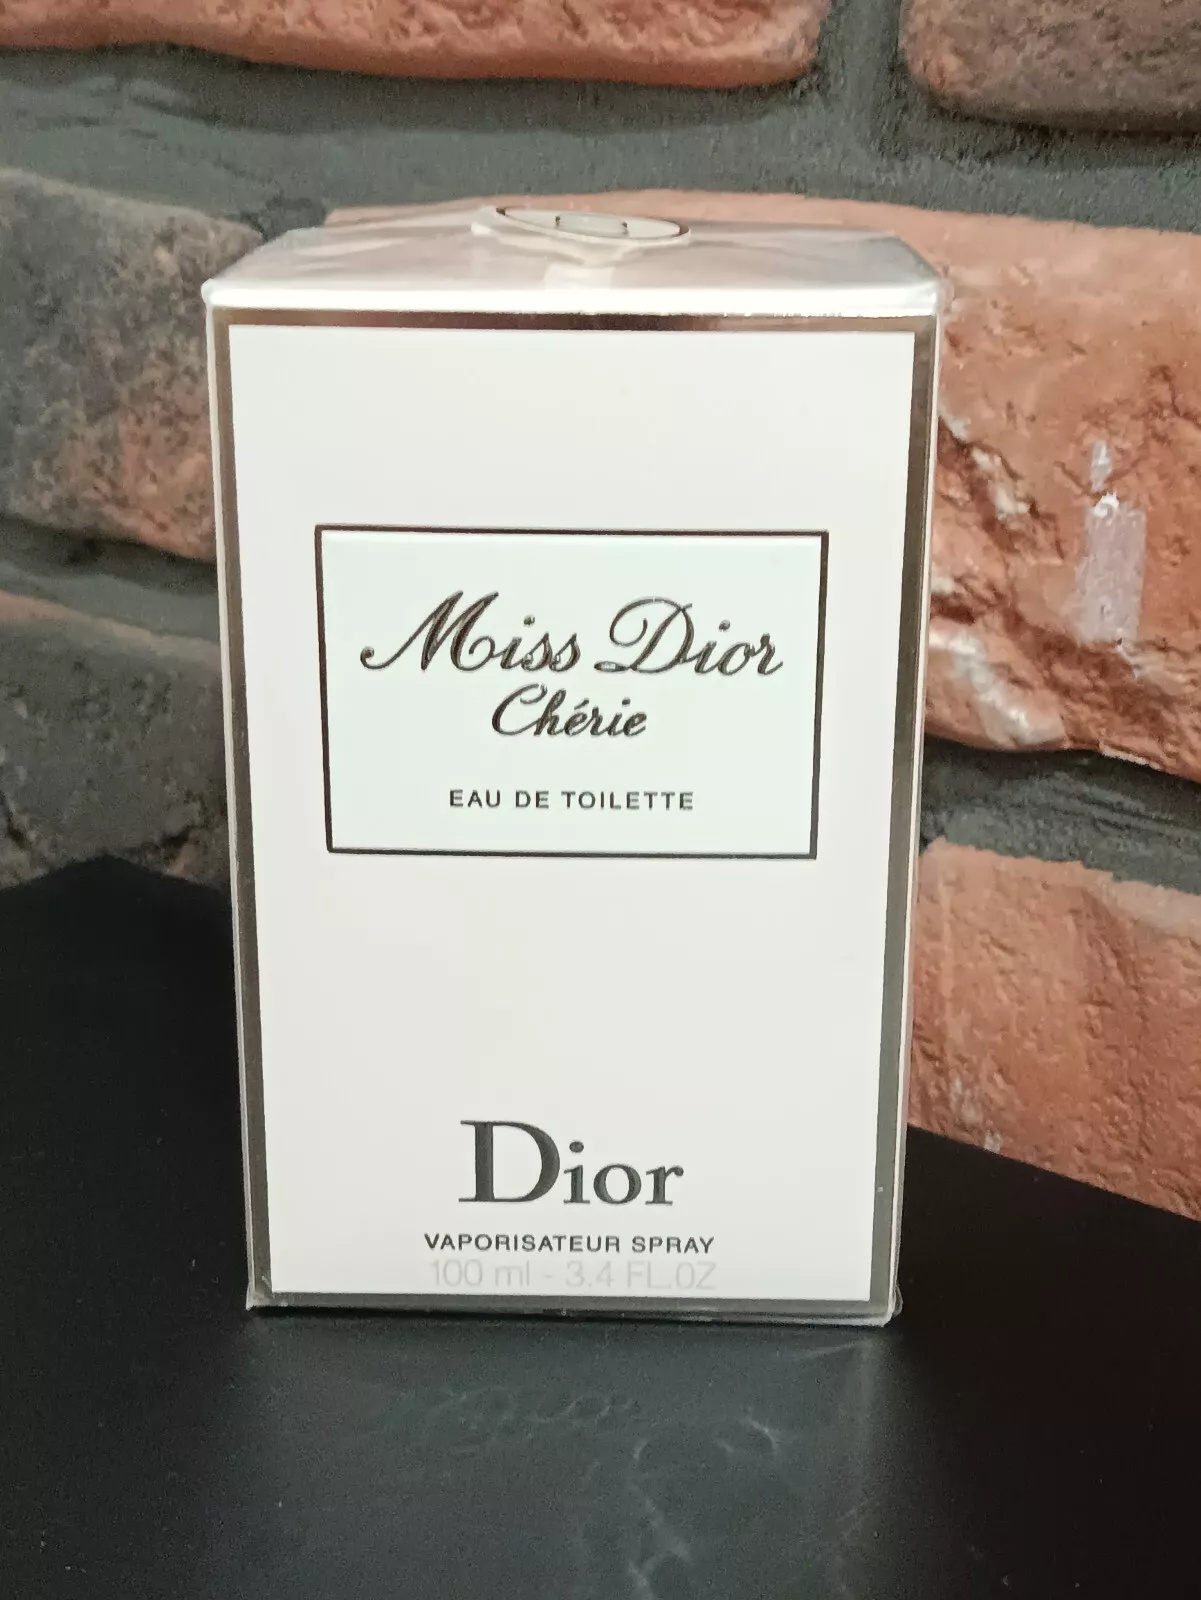 Miss Dior
Chérie
EAU DE TOILETTE
Dior
VAPORISATEUR SPRAY
100 ml - 3.4 FL.OZ